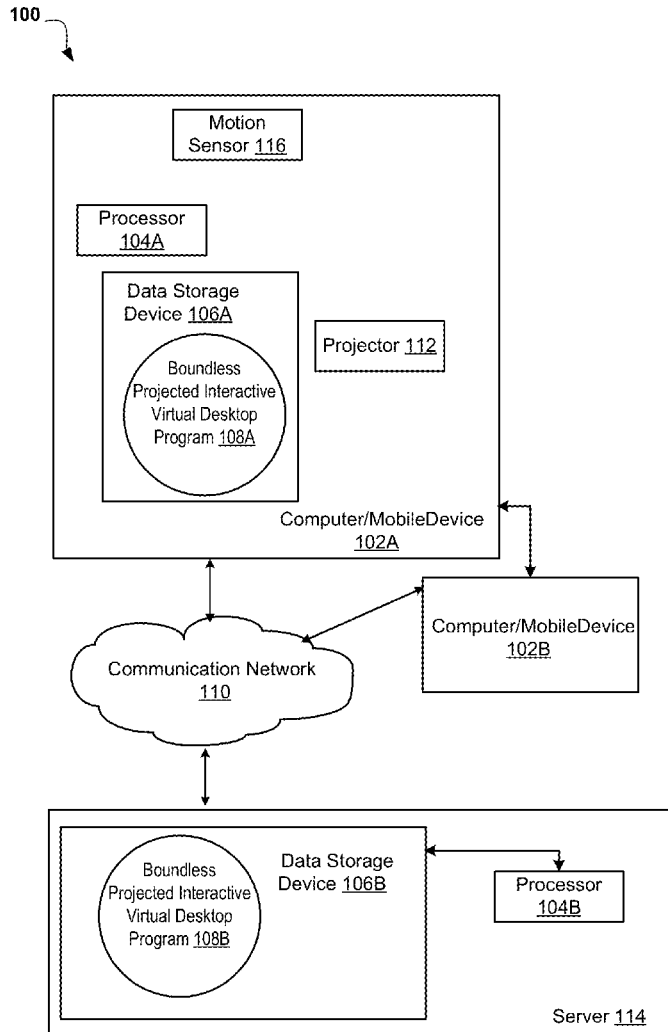 100
Motion
Sensor 116
Processor
104A
Data Storage
Device 106A
Boundless
Projected Interactive
Virtual Desktop
Program 108A
Projector 112
Computer/MobileDevice
102A
Computer/MobileDevice
102B
Communication Network
110
Boundless
Projected Interactive
Virtual Desktop
Program 108B
Data Storage
Device 106B
Processor
104B
Server 114